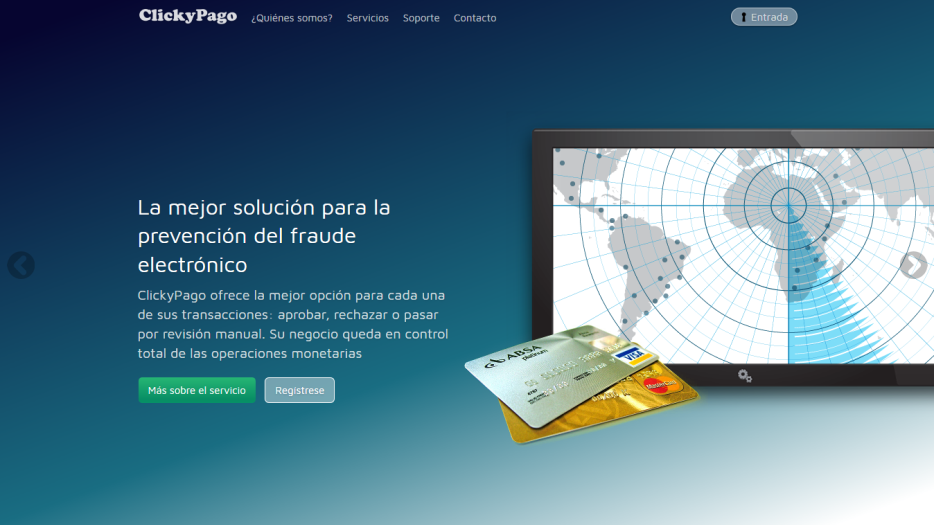 ClickyPago
¿Quiénes somos? Servicios Soporte Contacto
Entrada
La mejor solución para la
prevención del fraude
electrónico
ClickyPago ofrece la mejor opción para cada una
de sus transacciones: aprobar, rechazar o pasar
por revisión manual. Su negocio queda en control
total de las operaciones monetarias
Más sobre el servicio
Registrese
ABSA
platinum
VISA
MasterCard